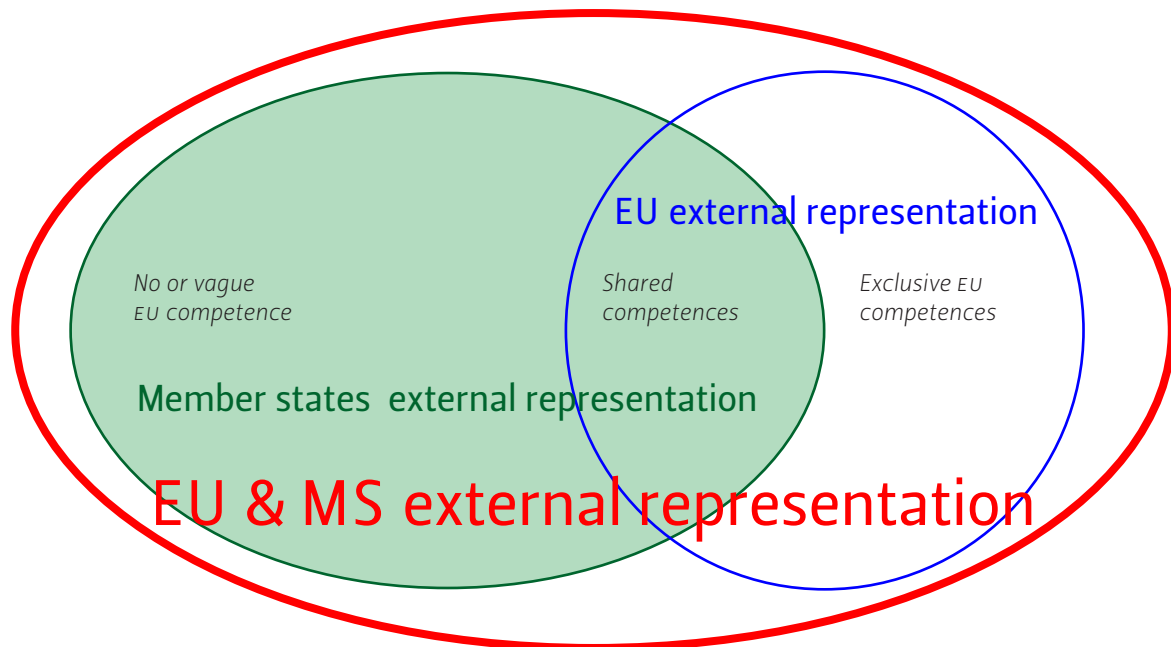 EU external representation
No or vague
EU competence
Shared
competences
Exclusive EU
competences
Member states external representation
EU & MS external representation